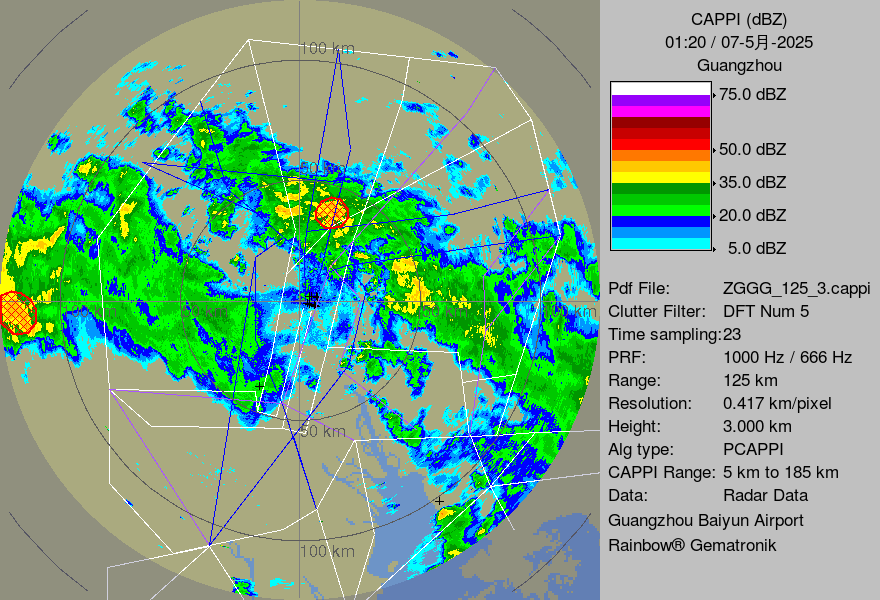 CAPPI (dBZ)
01:20 / 07-5月-2025
Guangzhou
75.0 dBZ
50.0 dBZ
35.0 dBZ
20.0 dBZ
5.0 dBZ
Pdf File: ZGGG_125_3.cappi
Clutter Filter: DFT Num 5
Time sampling:23
PRF: 1000 Hz / 666 Hz
Range: 125 km
Resolution: 0.417 km/pixel
Height: 3.000 km
Alg type: PCAPPI
CAPPI Range: 5 km to 185 km
Data: Radar Data
Guangzhou Baiyun Airport
Rainbow® Gematronik
100 km
50 km
100 km